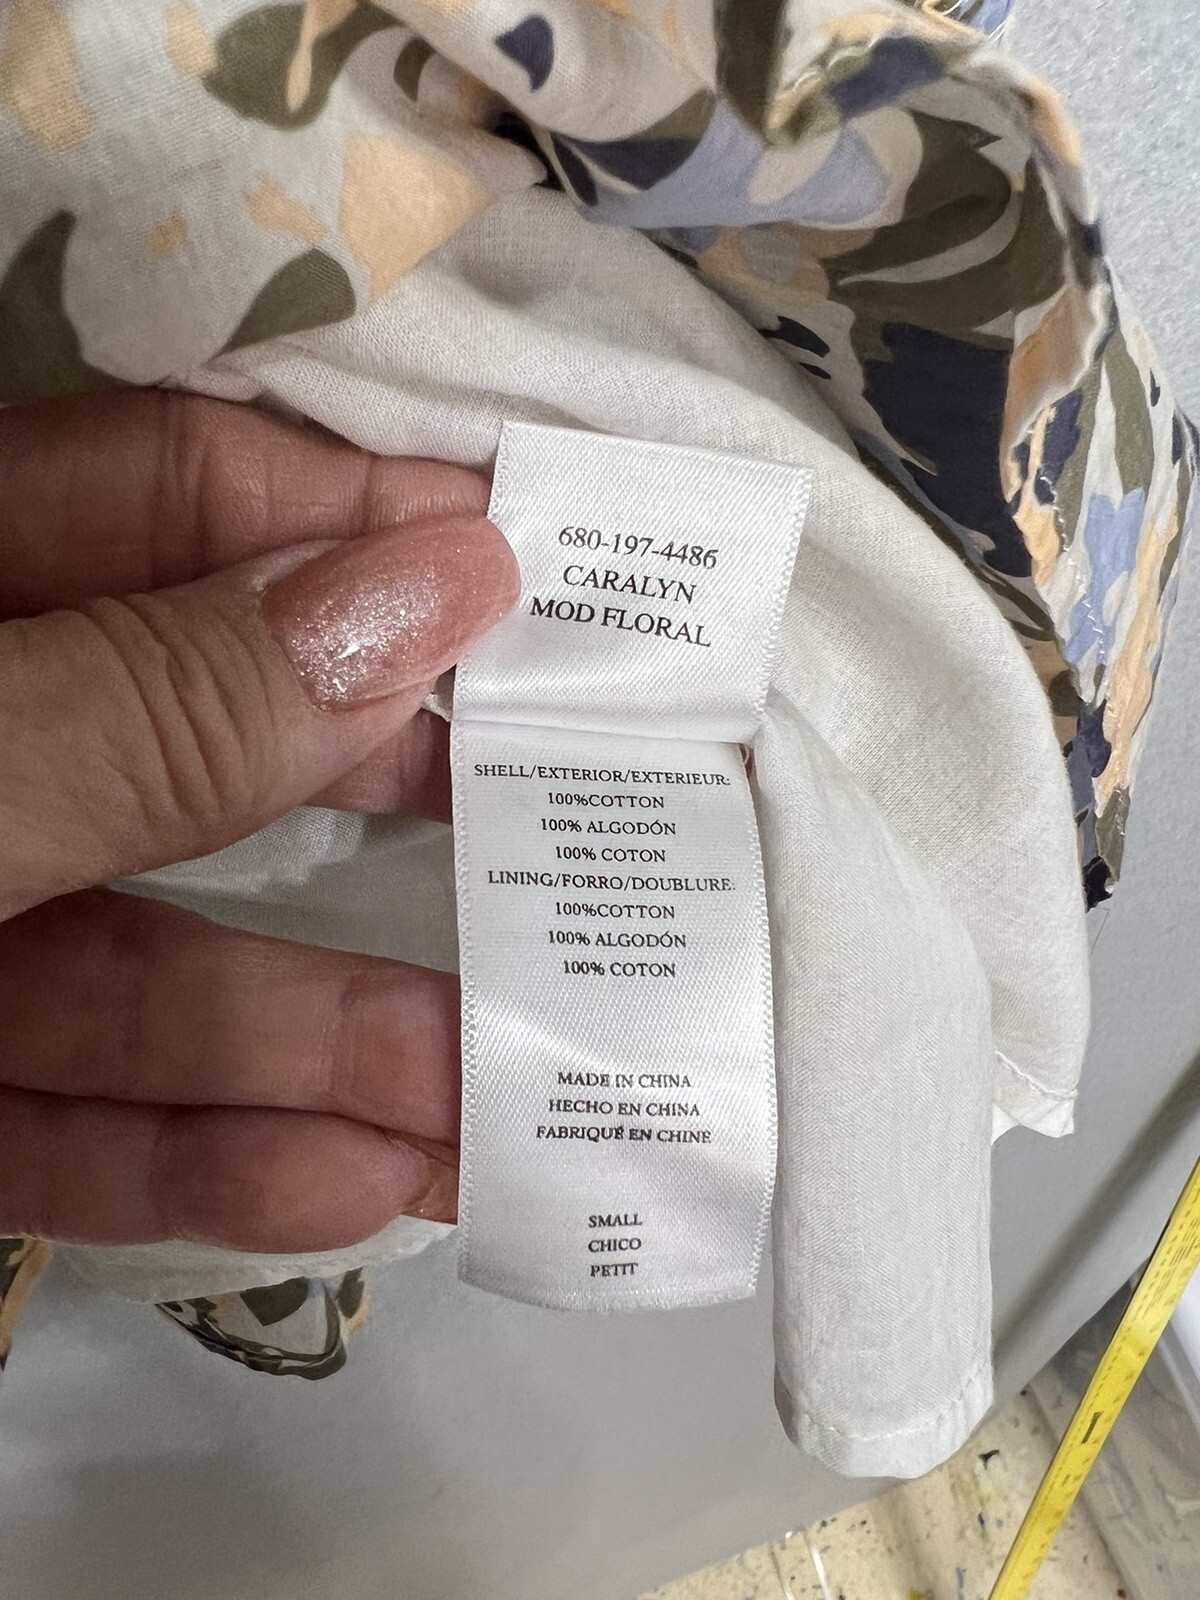 680-197-4486
CARALYN
MOD FLORAL
SHELL/EXTERIOR/EXTERIEUR:
100%COTTON
100% ALGODÓN
100% COTON
LINING/FORRO/DOUBLURE:
100%COTTON
100% ALGODÓN
100% COTON
MADE IN CHINA
HECHO EN CHINA
FABRIQUÉ EN CHINE
SMALL
CHICO
PETIT